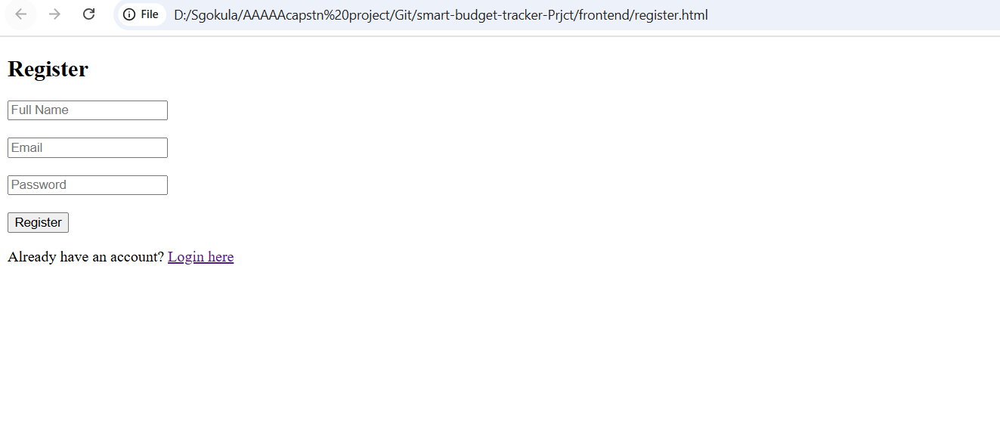 File D:/Sgokula/AAAAAcapstn%20project/Git/smart-budget-tracker-Prjct/frontend/register.html
Register
Full Name
Email
Password
Register
Already have an account? Login here